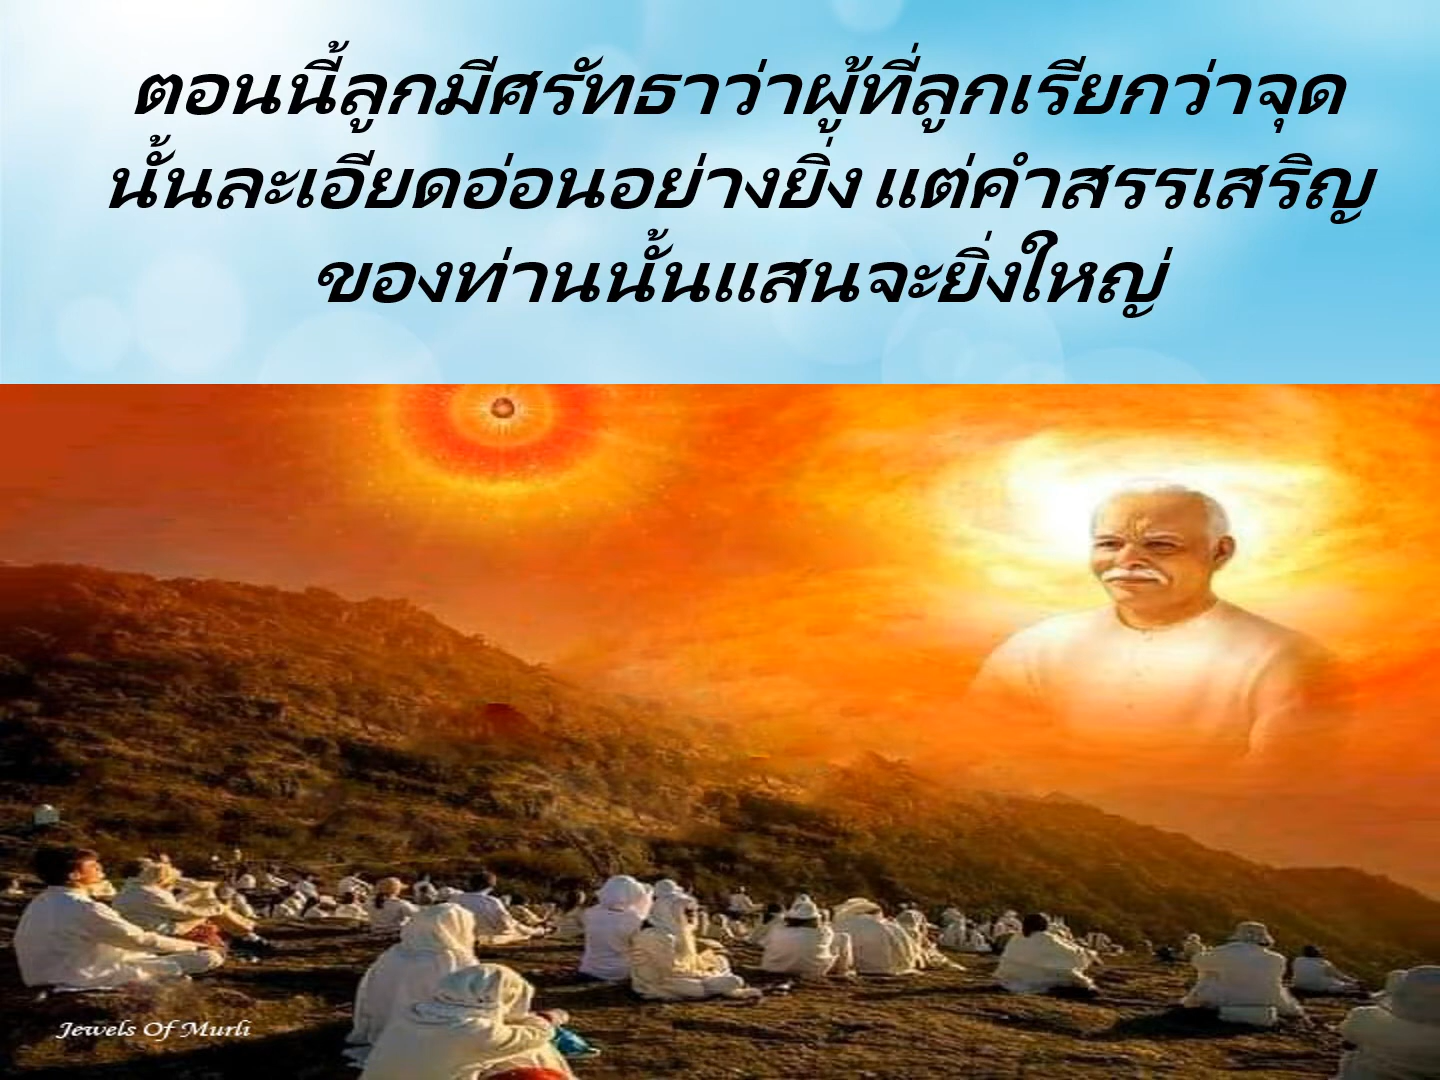 ตอนนี้ลูกมีศรัทธาว่าผู้ที่ลูกเรียกว่าจุด
นั้นละเอียดอ่อนอย่างยิ่ง แต่คำสรรเสริญ
ของท่านนั้นแสนจะยิ่งใหญ่
Jewels Of Murli